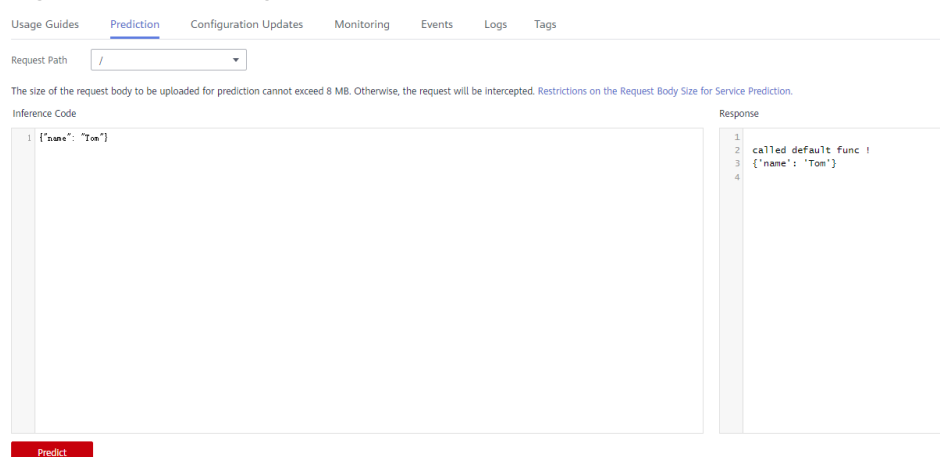 Usage Guides Prediction Configuration Updates Monitoring Events Logs Tags
Request Path /
The size of the request body to be uploaded for prediction cannot exceed 8 MB. Otherwise, the request will be intercepted. Restrictions on the Request Body Size for Service Prediction.
Inference Code
1 {"name": "Tom"}
Response
1
2 called default func !
3 {'name': 'Tom'}
4
Predict